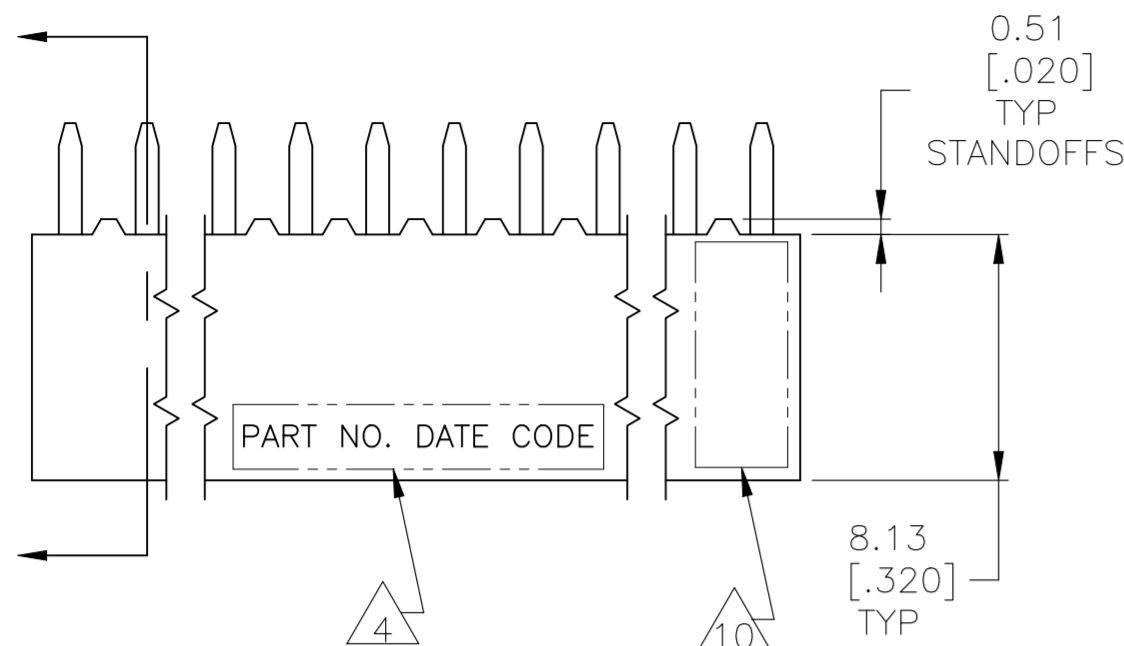 0.51
[.020]
TYP
STANDOFFS
PART NO. DATE CODE
8.13
[.320]
TYP
4
10